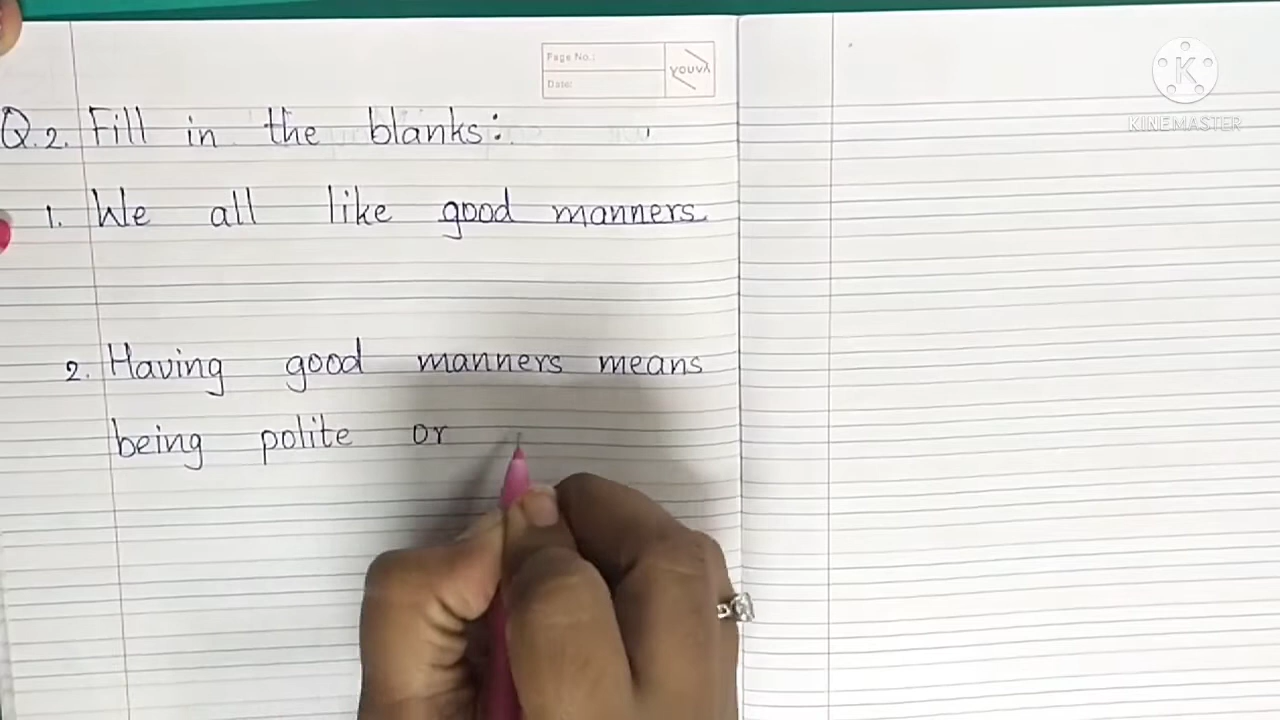 Page No.:
Date:
youva
K
KINEMASTER
Q.2. Fill in the blanks:
1. We all like good manners.
2. Having good manners means
being polite or